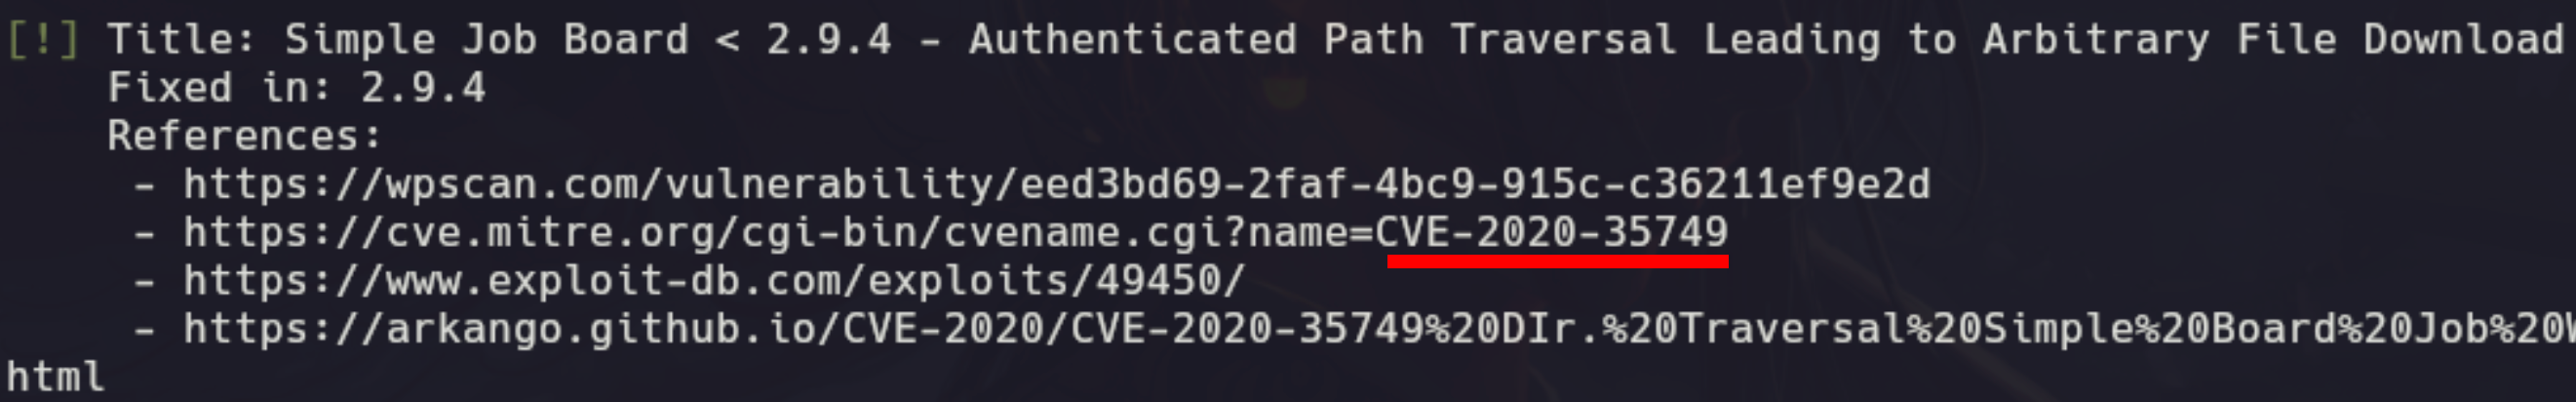 [!] Title: Simple Job Board < 2.9.4 - Authenticated Path Traversal Leading to Arbitrary File Download
Fixed in: 2.9.4
References:
- https://wpscan.com/vulnerability/eed3bd69-2faf-4bc9-915c-c36211ef9e2d
- https://cve.mitre.org/cgi-bin/cvename.cgi?name=CVE-2020-35749
- https://www.exploit-db.com/exploits/49450/
- https://arkango.github.io/CVE-2020/CVE-2020-35749%20DIr.%20Traversal%20Simple%20Board%20Job%20W
html